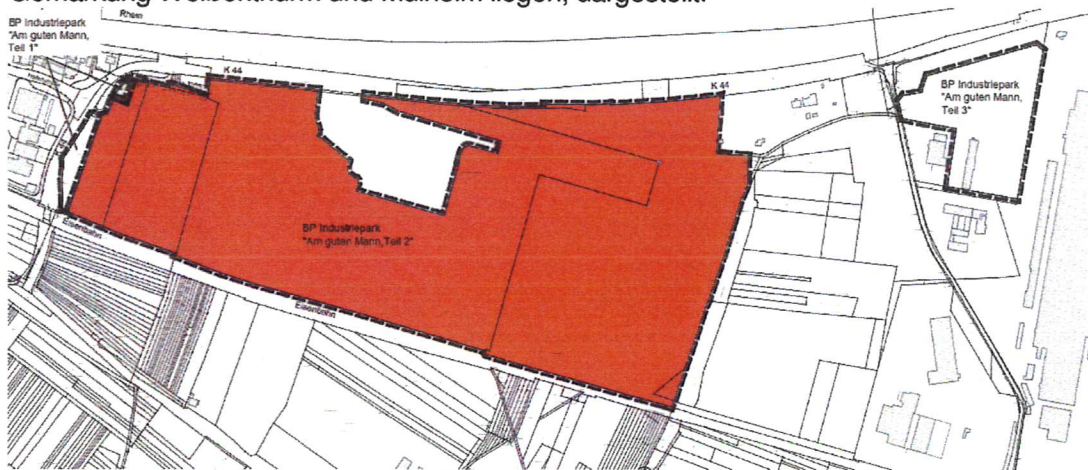 Gemarkung Weißenthurm und Mülheim liegen, dargestellt.
BP Industriepark
"Am guten Mann,
Teil 1"
Rhein
K 44
K 44
BP Industriepark
"Am guten Mann,
Teil 3"
BP Industriepark
"Am guten Mann,Teil 2"
Eisenbahn
Eisenbahn